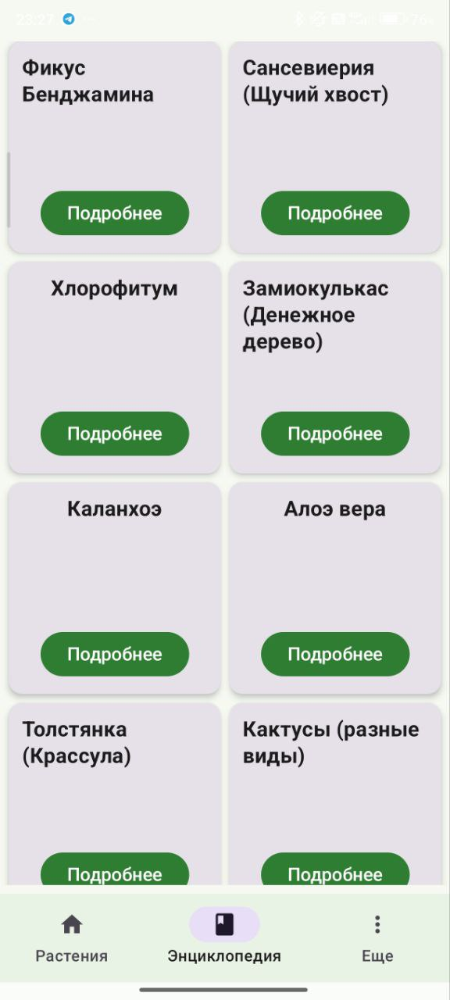 23:27
76
Фикус
Бенджамина
Сансевиерия
(Щучий хвост)
Подробнее
Подробнее
Хлорофитум
Замиокулькас
(Денежное
дерево)
Подробнее
Подробнее
Каланхоэ
Алоэ вера
Подробнее
Подробнее
Толстянка
(Крассула)
Кактусы (разные
виды)
Подробнее
Подробнее
Растения
Энциклопедия
Еще